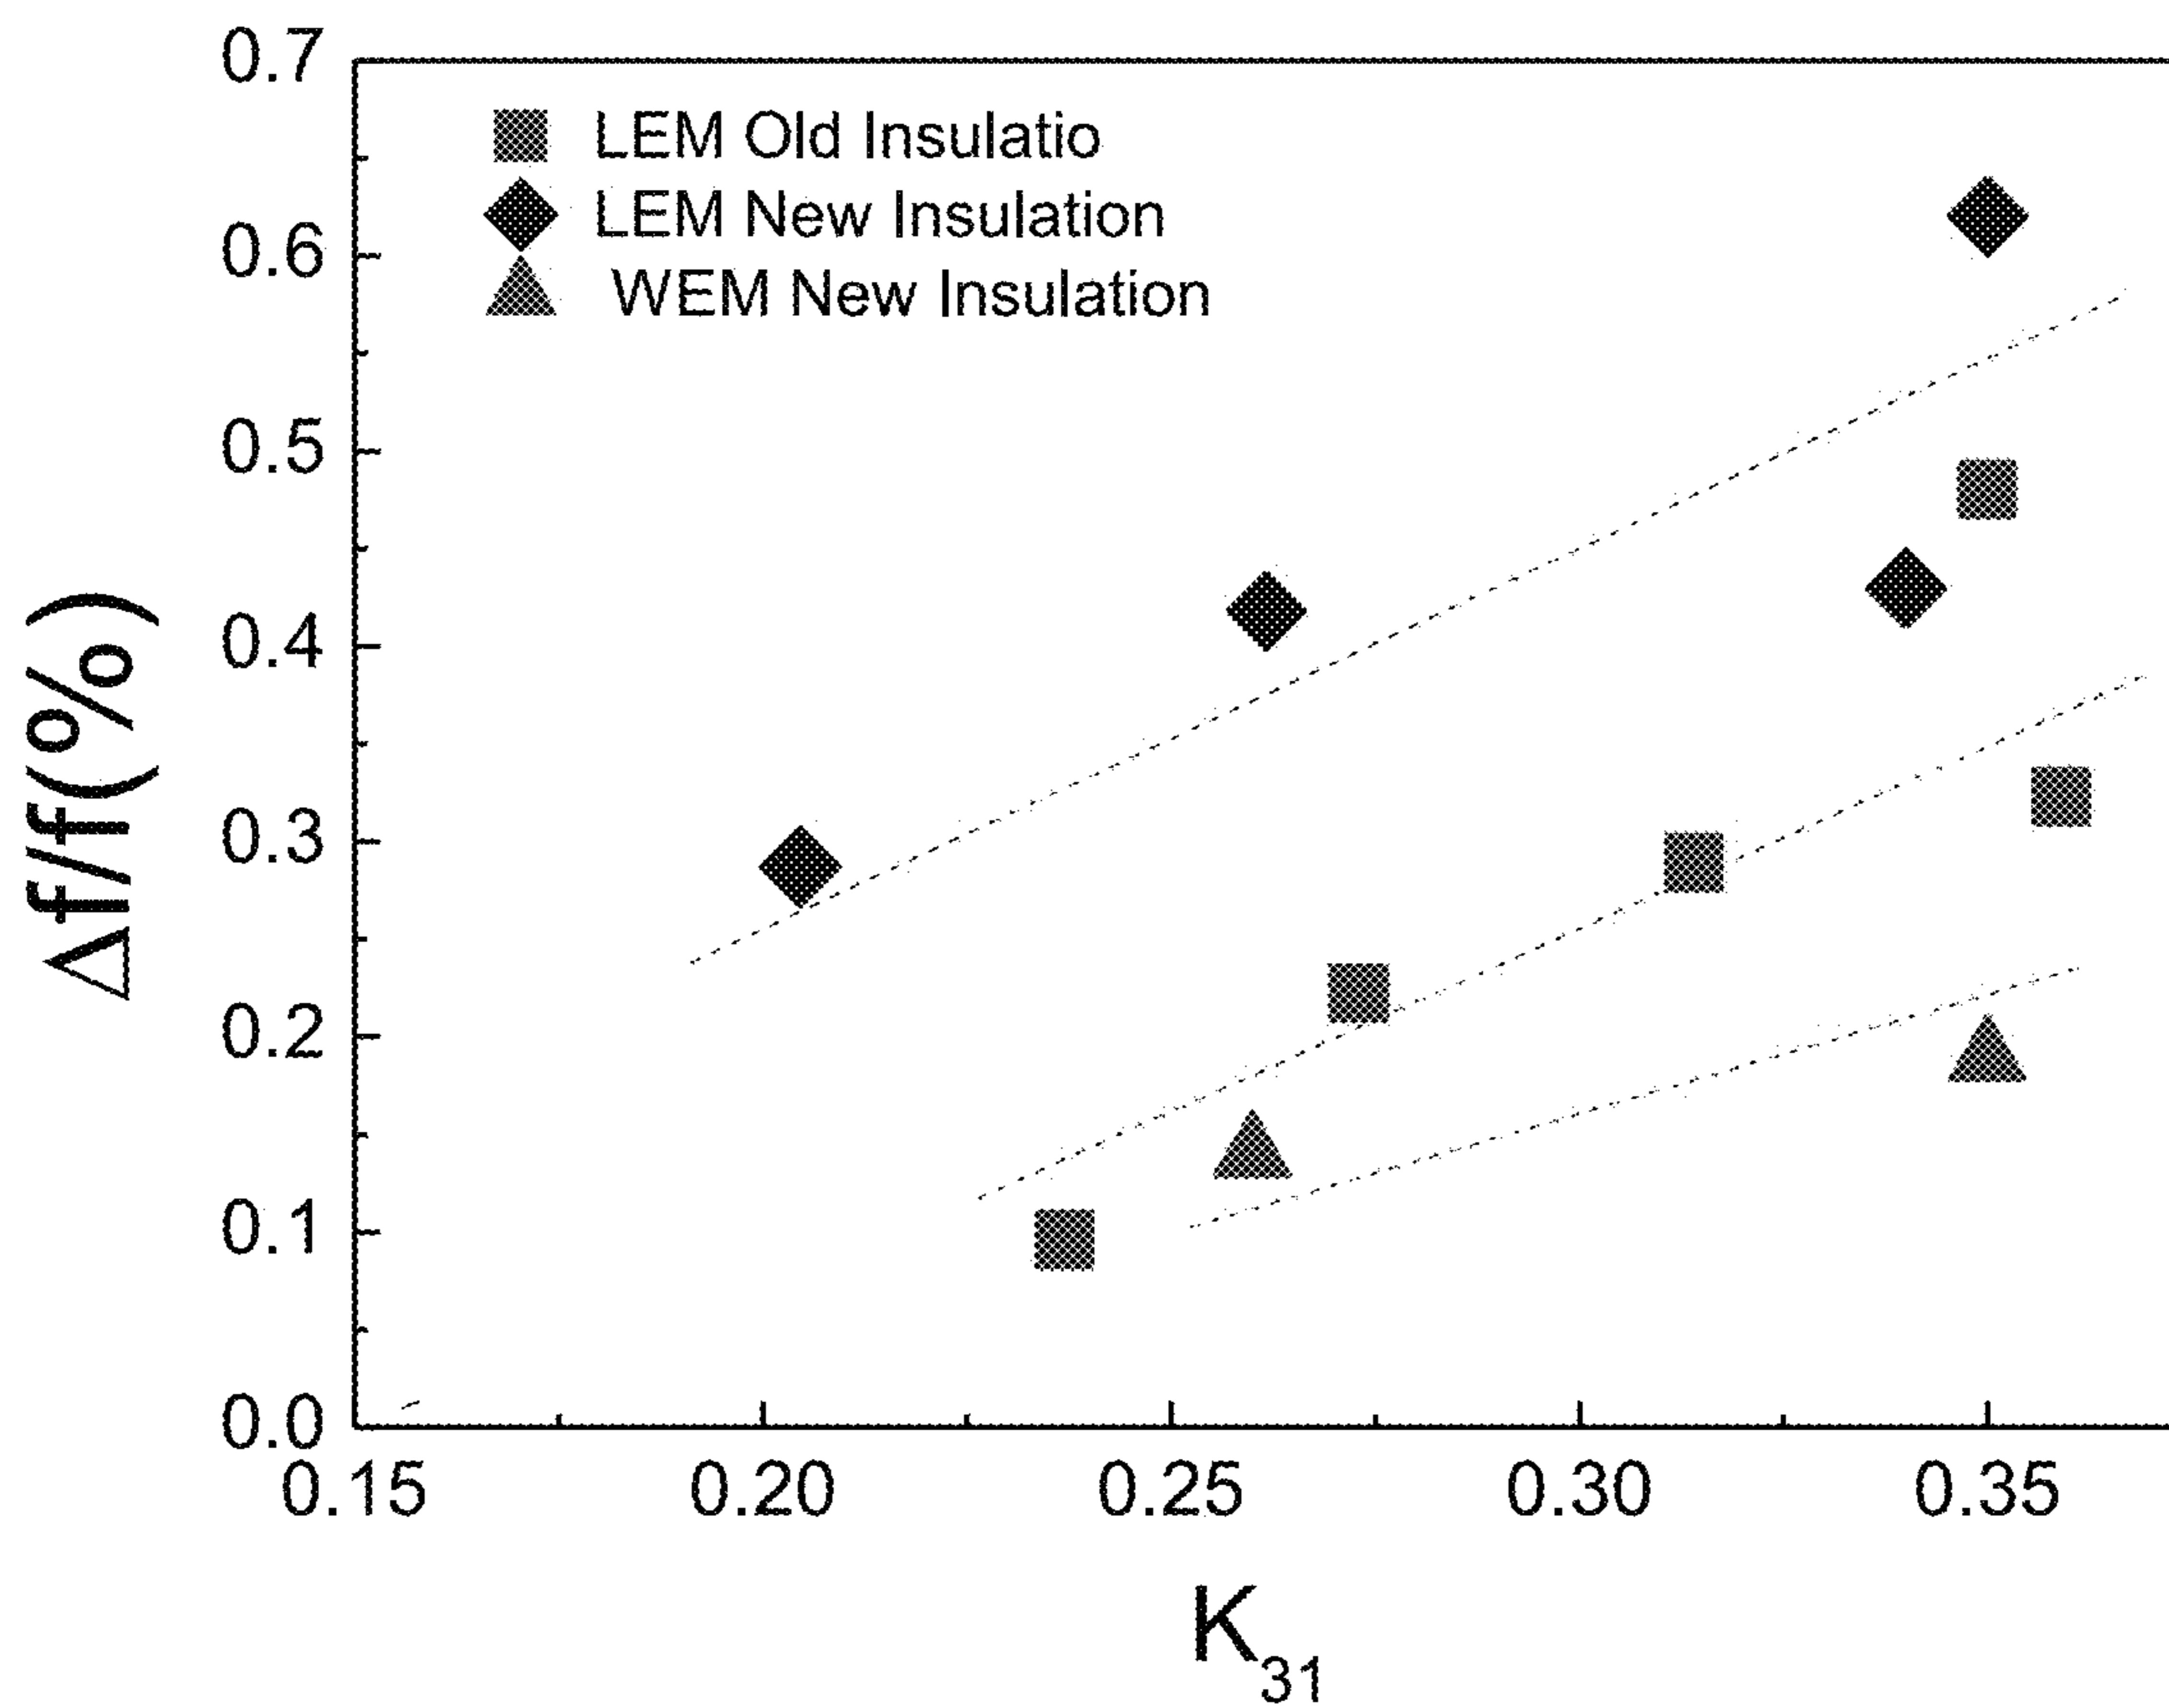 0.7
LEM Old Insulatio
LEM New Insulation
WEM New Insulation
0.6
0.5
0.4
0.3
0.2
0.1
0.0
Δf/f(%)
0.15 0.20 0.25 0.30 0.35
K31